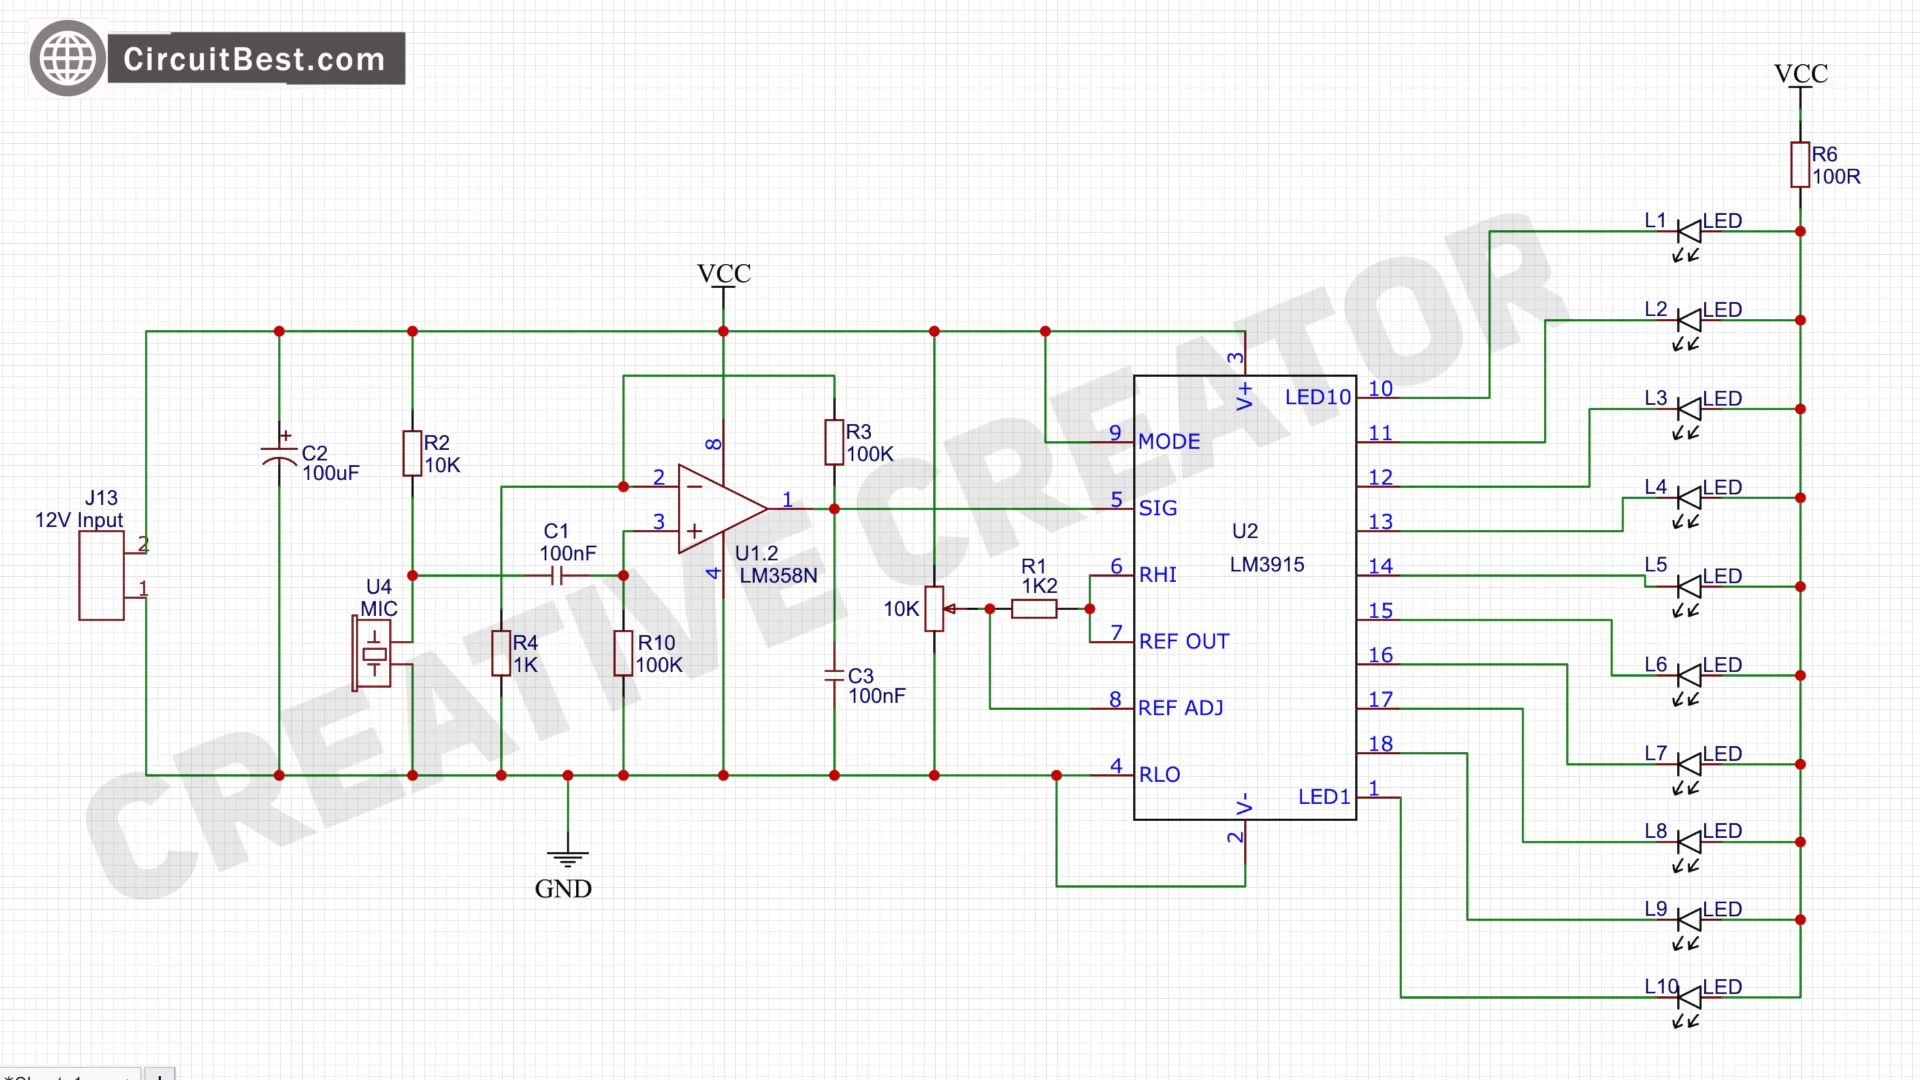 CircuitBest.com
VCC
R6
100R
L1 LED
L2 LED
L3 LED
L4 LED
L5 LED
L6 LED
L7 LED
L8 LED
L9 LED
L10 LED
VCC
J13
12V Input
2
1
+
C2
100uF
R2
10K
U4
MIC
C1
100nF
R4
1K
R10
100K
8
2
3
1
4
U1.2
LM358N
R3
100K
C3
100nF
10K
R1
1K2
3
V+
9 MODE
5 SIG
6 RHI
7 REF OUT
8 REF ADJ
4 RLO
U2
LM3915
LED10 10
11
12
13
14
15
16
17
18
LED1 1
V-
2
GND
CREATIVE CREATOR